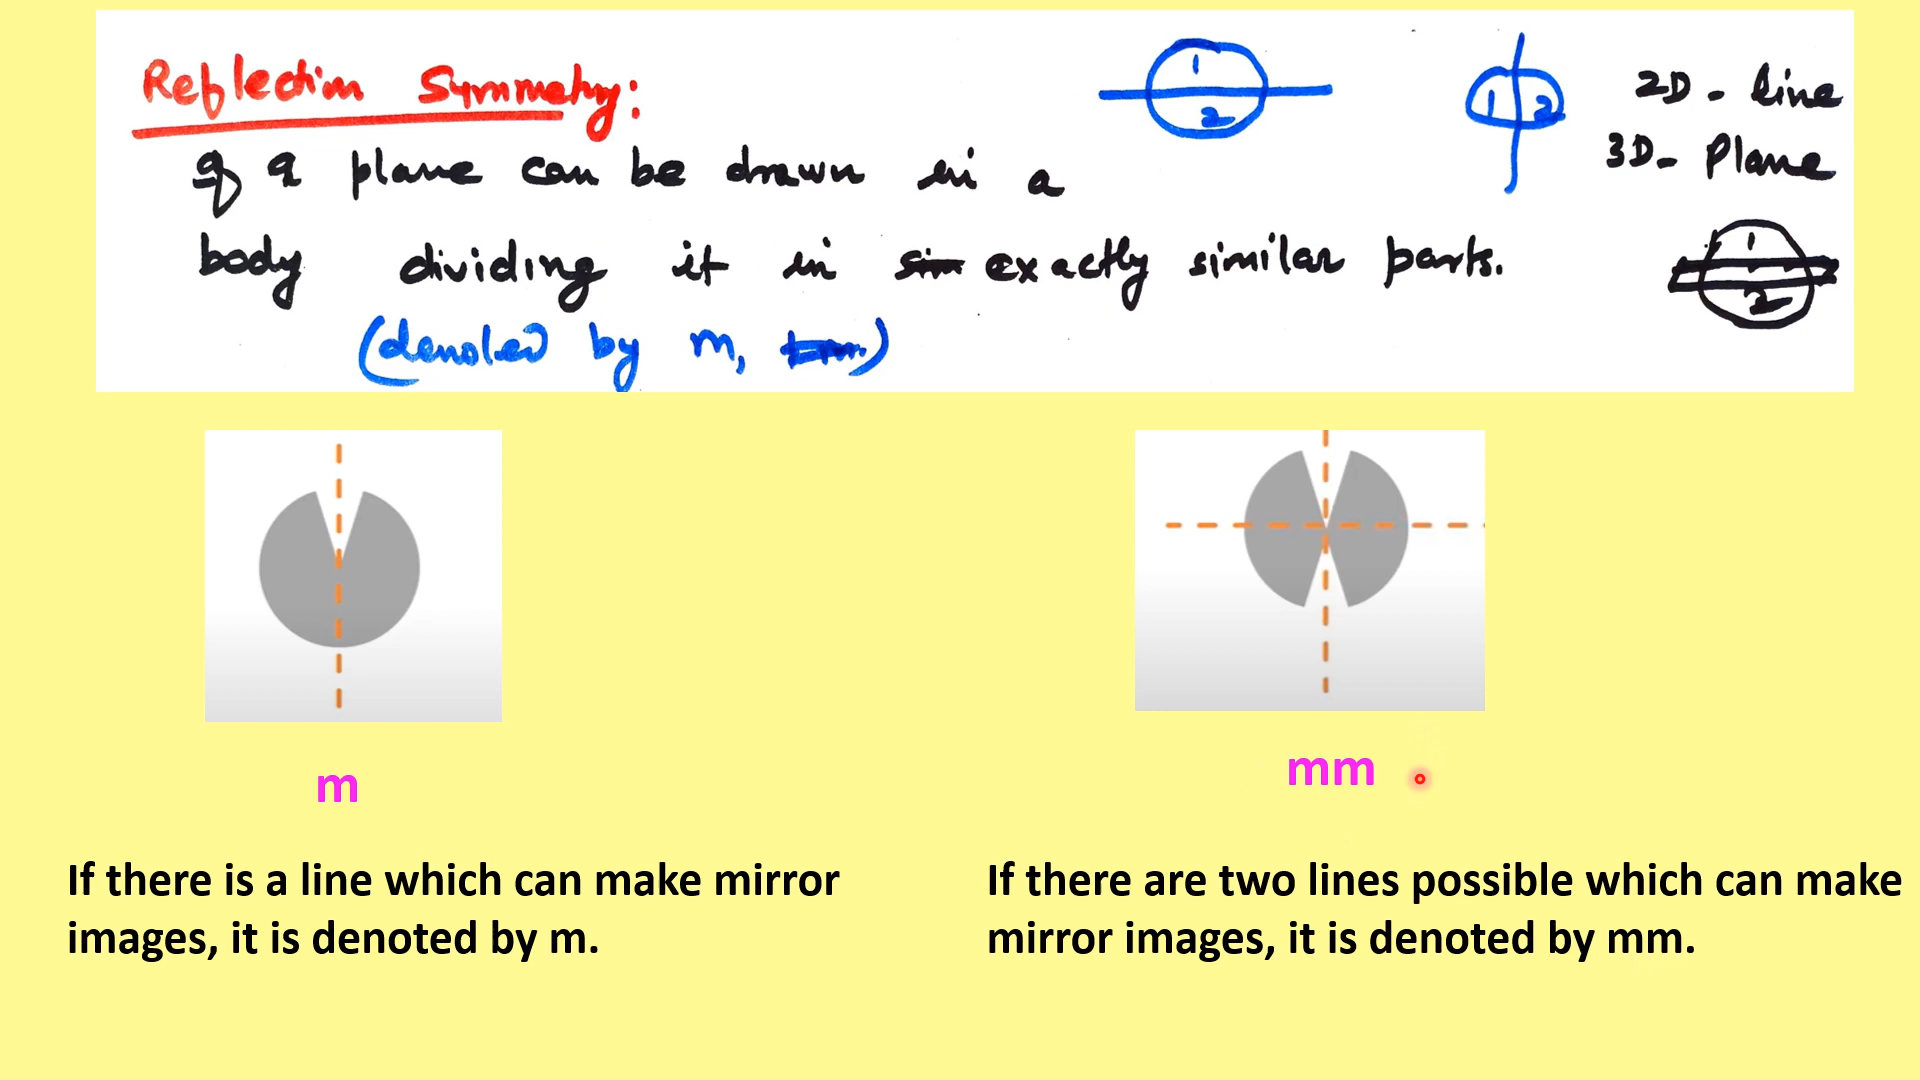 Reflection Symmetry:
If a plane can be drawn in a
body dividing it in sim exactly similar parts.
(denoted by m, )
1
2
1 2
2D - line
3D - Plane
1
2
m
mm
If there is a line which can make mirror
images, it is denoted by m.
If there are two lines possible which can make
mirror images, it is denoted by mm.